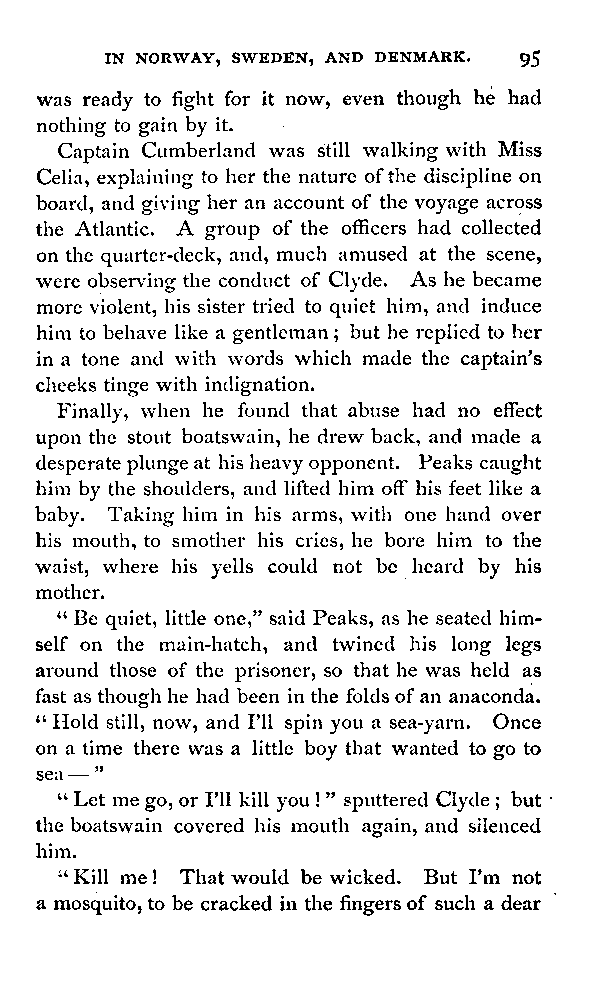 IN NORWAY, SWEDEN, AND DENMARK. 95
was ready to fight for it now, even though he had
nothing to gain by it.
Captain Cumberland was still walking with Miss
Celia, explaining to her the nature of the discipline on
board, and giving her an account of the voyage across
the Atlantic. A group of the officers had collected
on the quarter-deck, and, much amused at the scene,
were observing the conduct of Clyde. As he became
more violent, his sister tried to quiet him, and induce
him to behave like a gentleman; but he replied to her
in a tone and with words which made the captain's
cheeks tinge with indignation.
Finally, when he found that abuse had no effect
upon the stout boatswain, he drew back, and made a
desperate plunge at his heavy opponent. Peaks caught
him by the shoulders, and lifted him off his feet like a
baby. Taking him in his arms, with one hand over
his mouth, to smother his cries, he bore him to the
waist, where his yells could not be heard by his
mother.
"Be quiet, little one," said Peaks, as he seated him-
self on the main-hatch, and twined his long legs
around those of the prisoner, so that he was held as
fast as though he had been in the folds of an anaconda.
"Hold still, now, and I'll spin you a sea-yarn. Once
on a time there was a little boy that wanted to go to
sea — "
"Let me go, or I'll kill you!" sputtered Clyde; but
the boatswain covered his mouth again, and silenced
him.
"Kill me! That would be wicked. But I'm not
a mosquito, to be cracked in the fingers of such a dear